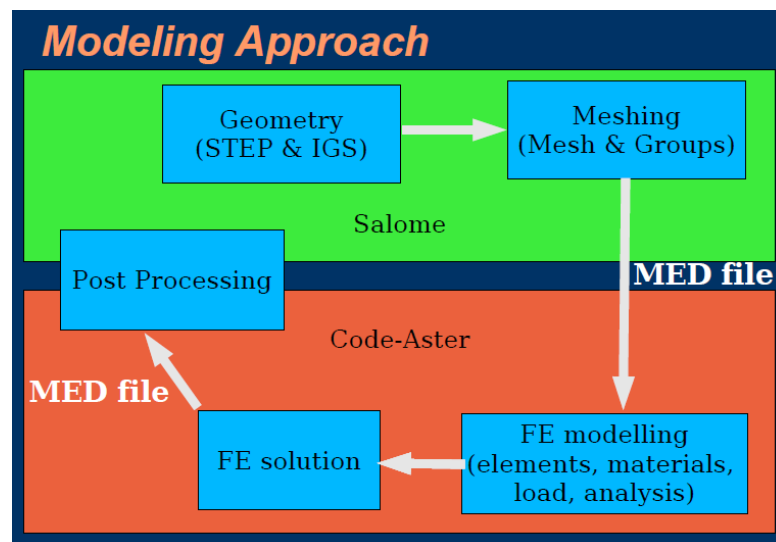 Modeling Approach
Geometry
(STEP & IGS)
Meshing
(Mesh & Groups)
Salome
Post Processing
MED file
Code-Aster
MED file
FE solution
FE modelling
(elements, materials,
load, analysis)